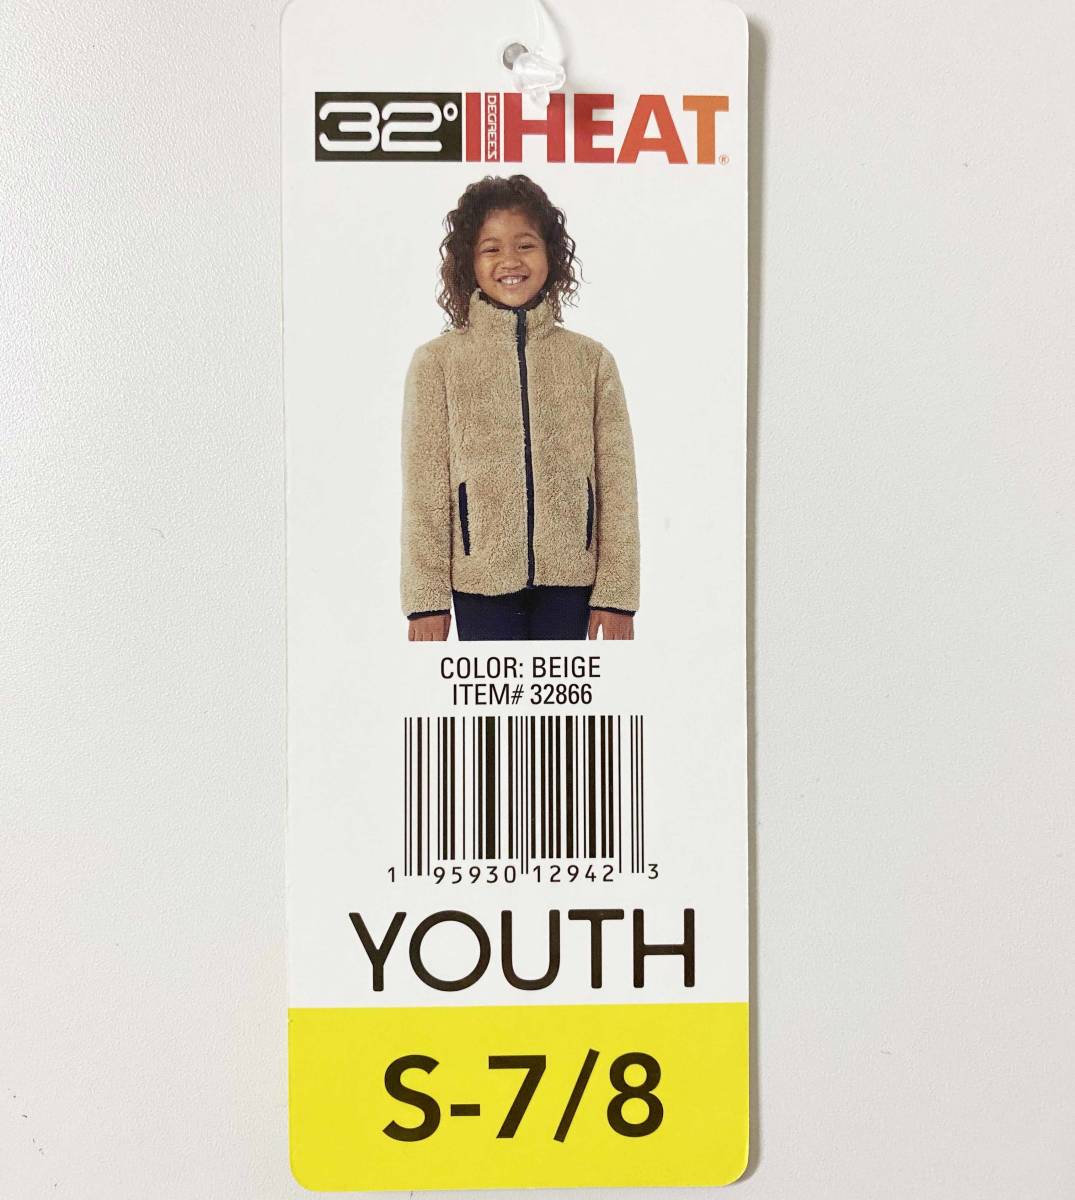 32° DEGREES HEAT®
COLOR: BEIGE
ITEM# 32866
1 95930 12942 3
YOUTH
S-7/8